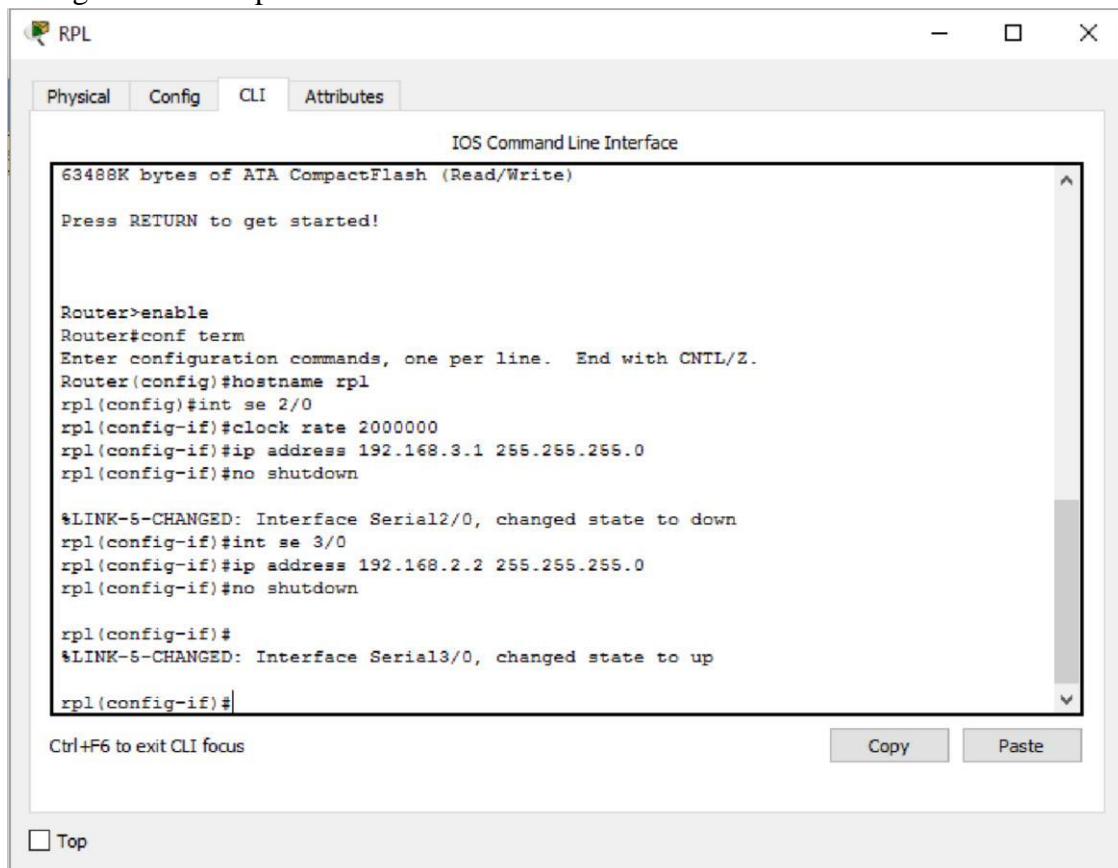 RPL
Physical Config CLI Attributes
IOS Command Line Interface
63488K bytes of ATA CompactFlash (Read/Write)
Press RETURN to get started!
Router>enable
Router#conf term
Enter configuration commands, one per line.  End with CNTL/Z.
Router(config)#hostname rpl
rpl(config)#int se 2/0
rpl(config-if)#clock rate 2000000
rpl(config-if)#ip address 192.168.3.1 255.255.255.0
rpl(config-if)#no shutdown
%LINK-5-CHANGED: Interface Serial2/0, changed state to down
rpl(config-if)#int se 3/0
rpl(config-if)#ip address 192.168.2.2 255.255.255.0
rpl(config-if)#no shutdown
rpl(config-if)#
%LINK-5-CHANGED: Interface Serial3/0, changed state to up
rpl(config-if)#
Ctrl+F6 to exit CLI focus
Copy Paste
Top